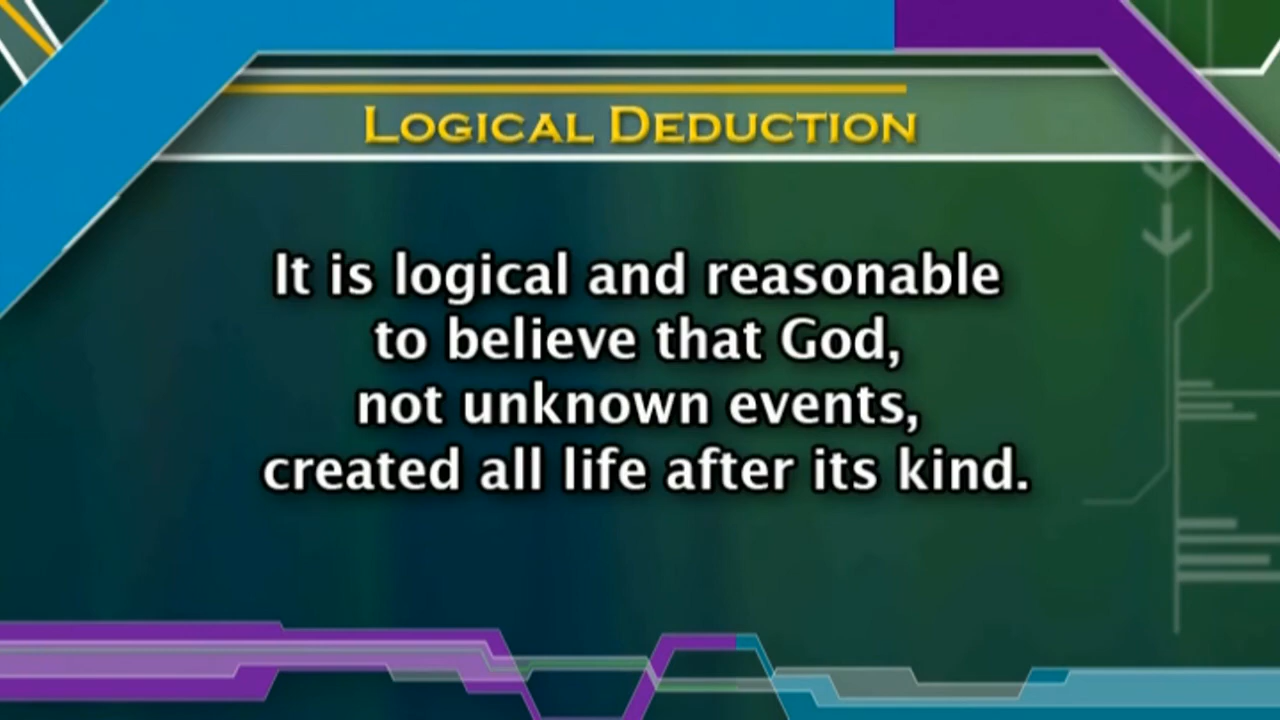 LOGICAL DEDUCTION
It is logical and reasonable
to believe that God,
not unknown events,
created all life after its kind.